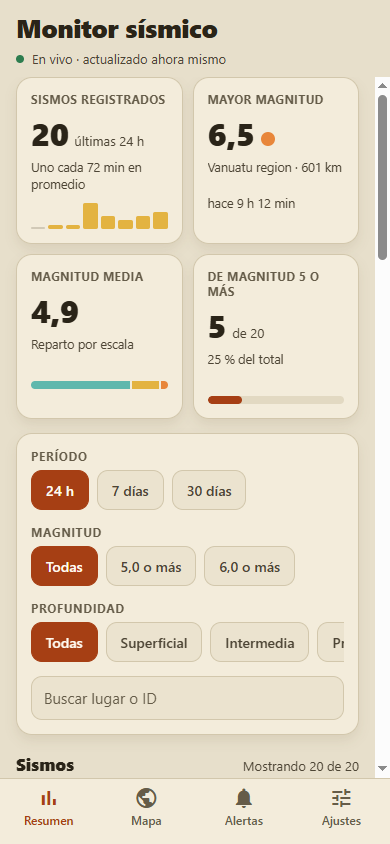 Monitor sísmico
En vivo · actualizado ahora mismo
SISMOS REGISTRADOS
20 últimas 24 h
Uno cada 72 min en
promedio
MAYOR MAGNITUD
6,5
Vanuatu region · 601 km
hace 9 h 12 min
MAGNITUD MEDIA
4,9
Reparto por escala
DE MAGNITUD 5 O
MÁS
5 de 20
25 % del total
PERÍODO
24 h 7 días 30 días
MAGNITUD
Todas 5,0 o más 6,0 o más
PROFUNDIDAD
Todas Superficial Intermedia Pr
Buscar lugar o ID
Sismos Mostrando 20 de 20
Resumen Mapa Alertas Ajustes